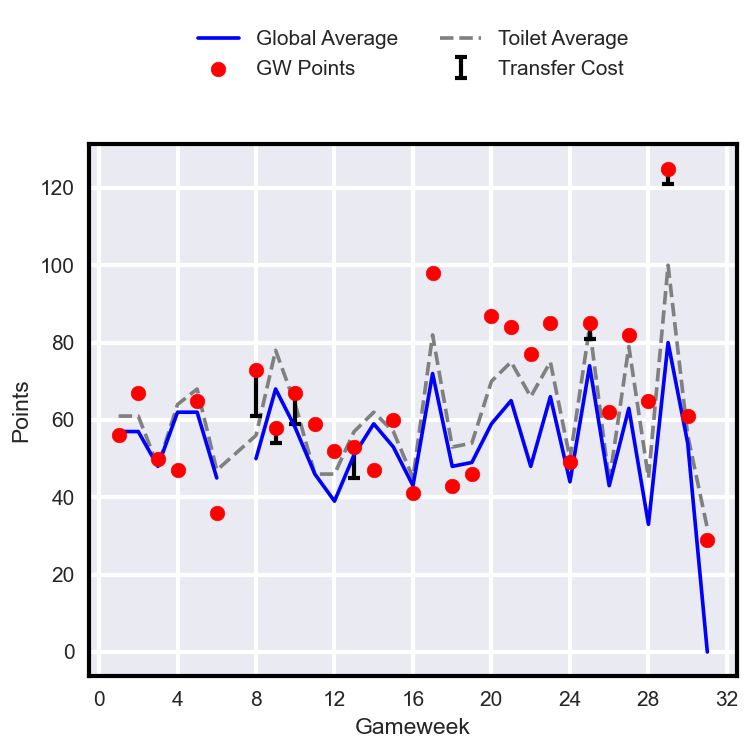 Global Average
Toilet Average
GW Points
Transfer Cost
120
100
80
60
40
20
0
Points
0 4 8 12 16 20 24 28 32
Gameweek